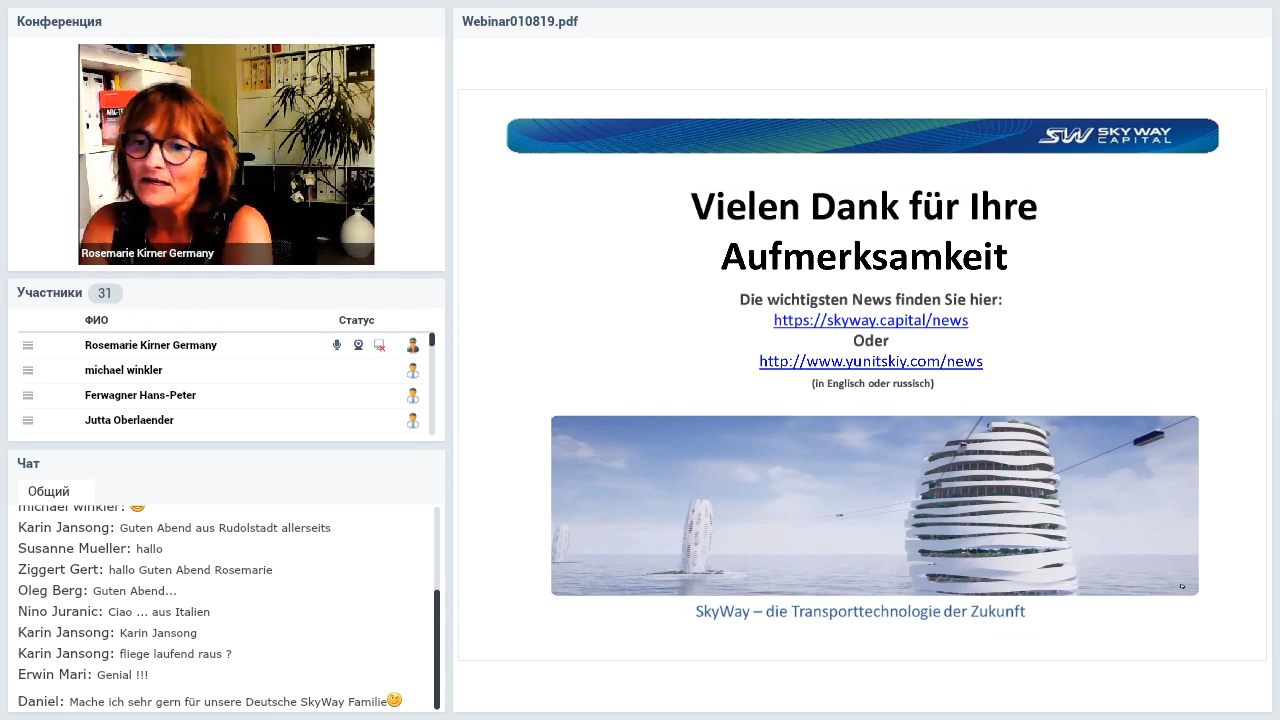 Конференция
Rosemarie Kirner Germany
Участники 31
ФИО Статус
Rosemarie Kirner Germany
michael winkler
Ferwagner Hans-Peter
Jutta Oberlaender
Чат
Общий
michael winkler:
Karin Jansong: Guten Abend aus Rudolstadt allerseits
Susanne Mueller: hallo
Ziggert Gert: hallo Guten Abend Rosemarie
Oleg Berg: Guten Abend...
Nino Juranic: Ciao ... aus Italien
Karin Jansong: Karin Jansong
Karin Jansong: fliege laufend raus ?
Erwin Mari: Genial !!!
Daniel: Mache ich sehr gern für unsere Deutsche SkyWay Familie
Webinar010819.pdf
SW SKY WAY
CAPITAL
Vielen Dank für Ihre
Aufmerksamkeit
Die wichtigsten News finden Sie hier:
https://skyway.capital/news
Oder
http://www.yunitskiy.com/news
(in Englisch oder russisch)
SkyWay – die Transporttechnologie der Zukunft